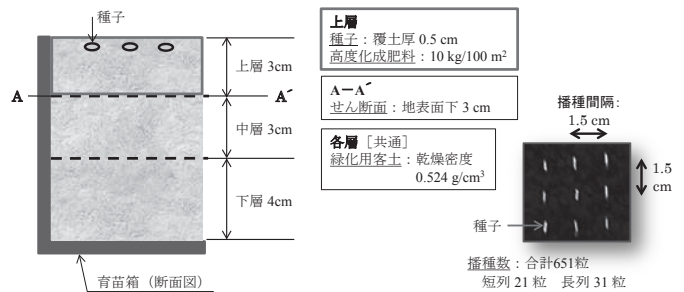 種子
上層 3cm
A
A´
中層 3cm
下層 4cm
育苗箱（断面図）
上層
種子：覆土厚 0.5 cm
高度化成肥料：10 kg/100 m²
A－A´
せん断面：地表面下 3 cm
各層［共通］
緑化用客土：乾燥密度
0.524 g/cm³
播種間隔:
1.5 cm
1.5
cm
種子
播種数：合計651粒
短列 21 粒　長列 31 粒